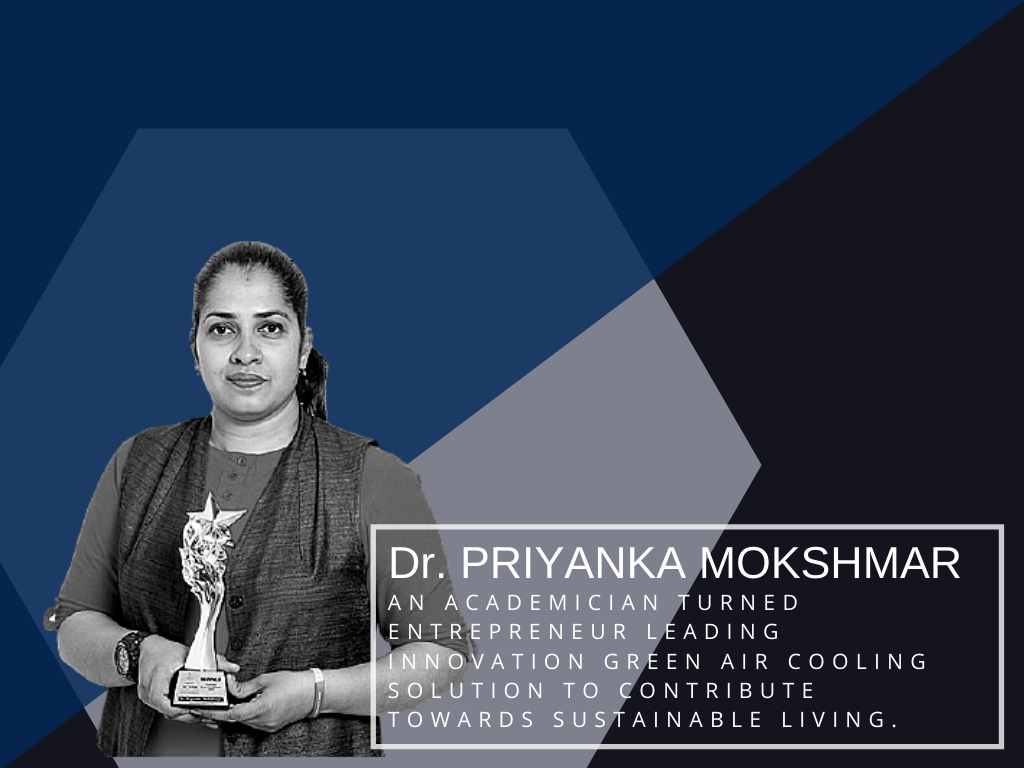 Dr. PRIYANKA MOKSHMAR
AN ACADEMICIAN TURNED
ENTREPRENEUR LEADING
INNOVATION GREEN AIR COOLING
SOLUTION TO CONTRIBUTE
TOWARDS SUSTAINABLE LIVING.